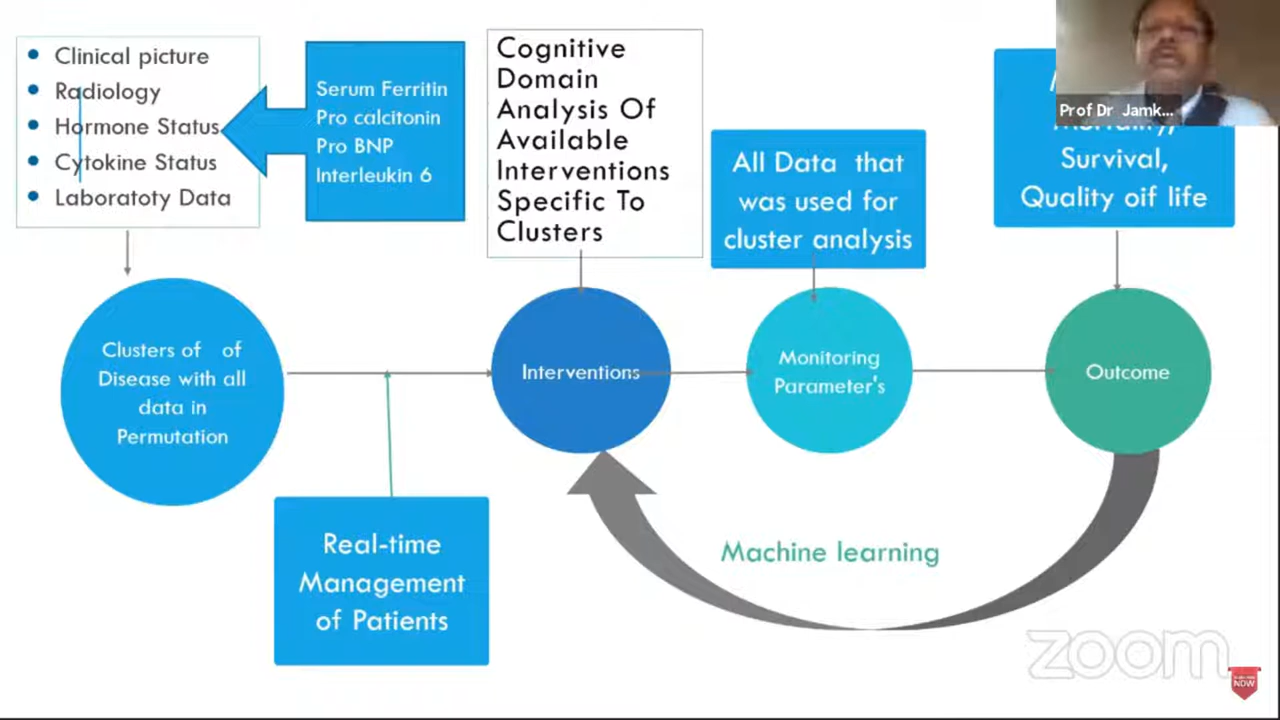 Clinical picture
Radiology
Hormone Status
Cytokine Status
Laboratoty Data
Serum Ferritin
Pro calcitonin
Pro BNP
Interleukin 6
Cognitive
Domain
Analysis Of
Available
Interventions
Specific To
Clusters
All Data that
was used for
cluster analysis
Prof Dr Jamk...
Mortality,
Survival,
Quality oif life
Clusters of of
Disease with all
data in
Permutation
Interventions
Monitoring
Parameter's
Outcome
Real-time
Management
of Patients
Machine learning
zoom
NOW